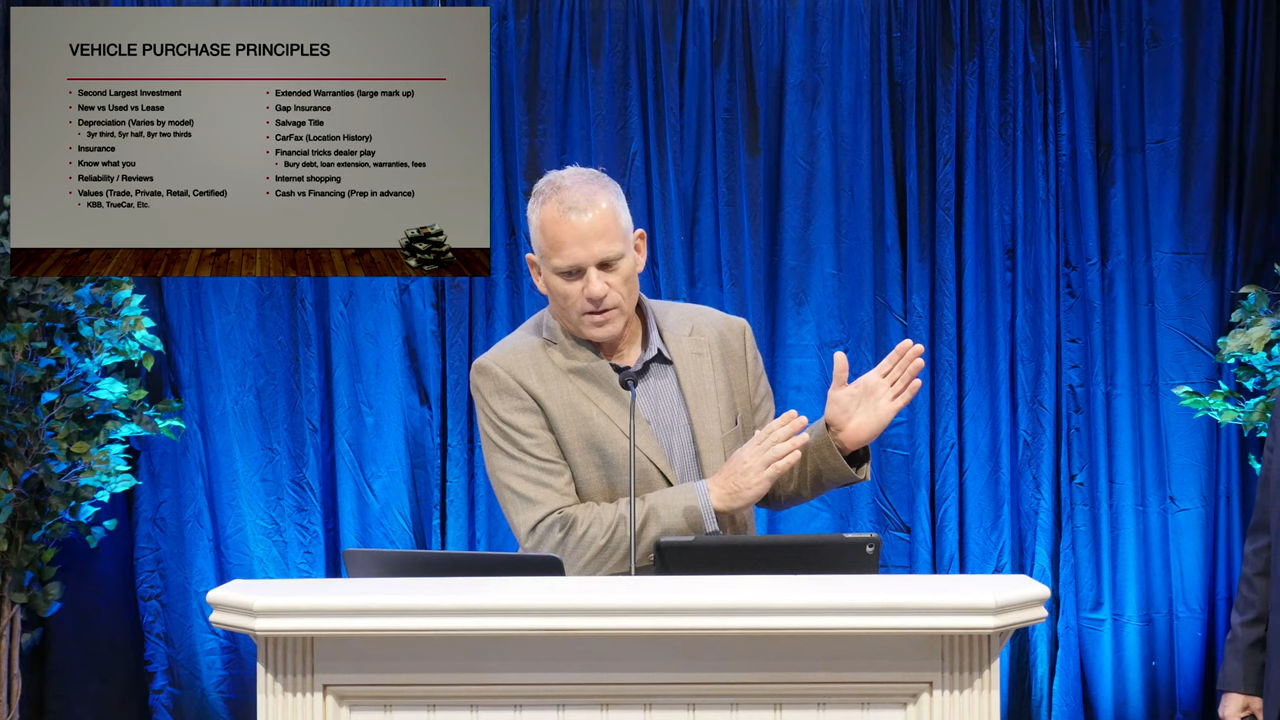 VEHICLE PURCHASE PRINCIPLES
Second Largest Investment
New vs Used vs Lease
Depreciation (Varies by model)
3yr third, 5yr half, 8yr two thirds
Insurance
Know what you
Reliability / Reviews
Values (Trade, Private, Retail, Certified)
KBB, TrueCar, Etc.
Extended Warranties (large mark up)
Gap Insurance
Salvage Title
CarFax (Location History)
Financial tricks dealer play
Bury debt, loan extension, warranties, fees
Internet shopping
Cash vs Financing (Prep in advance)